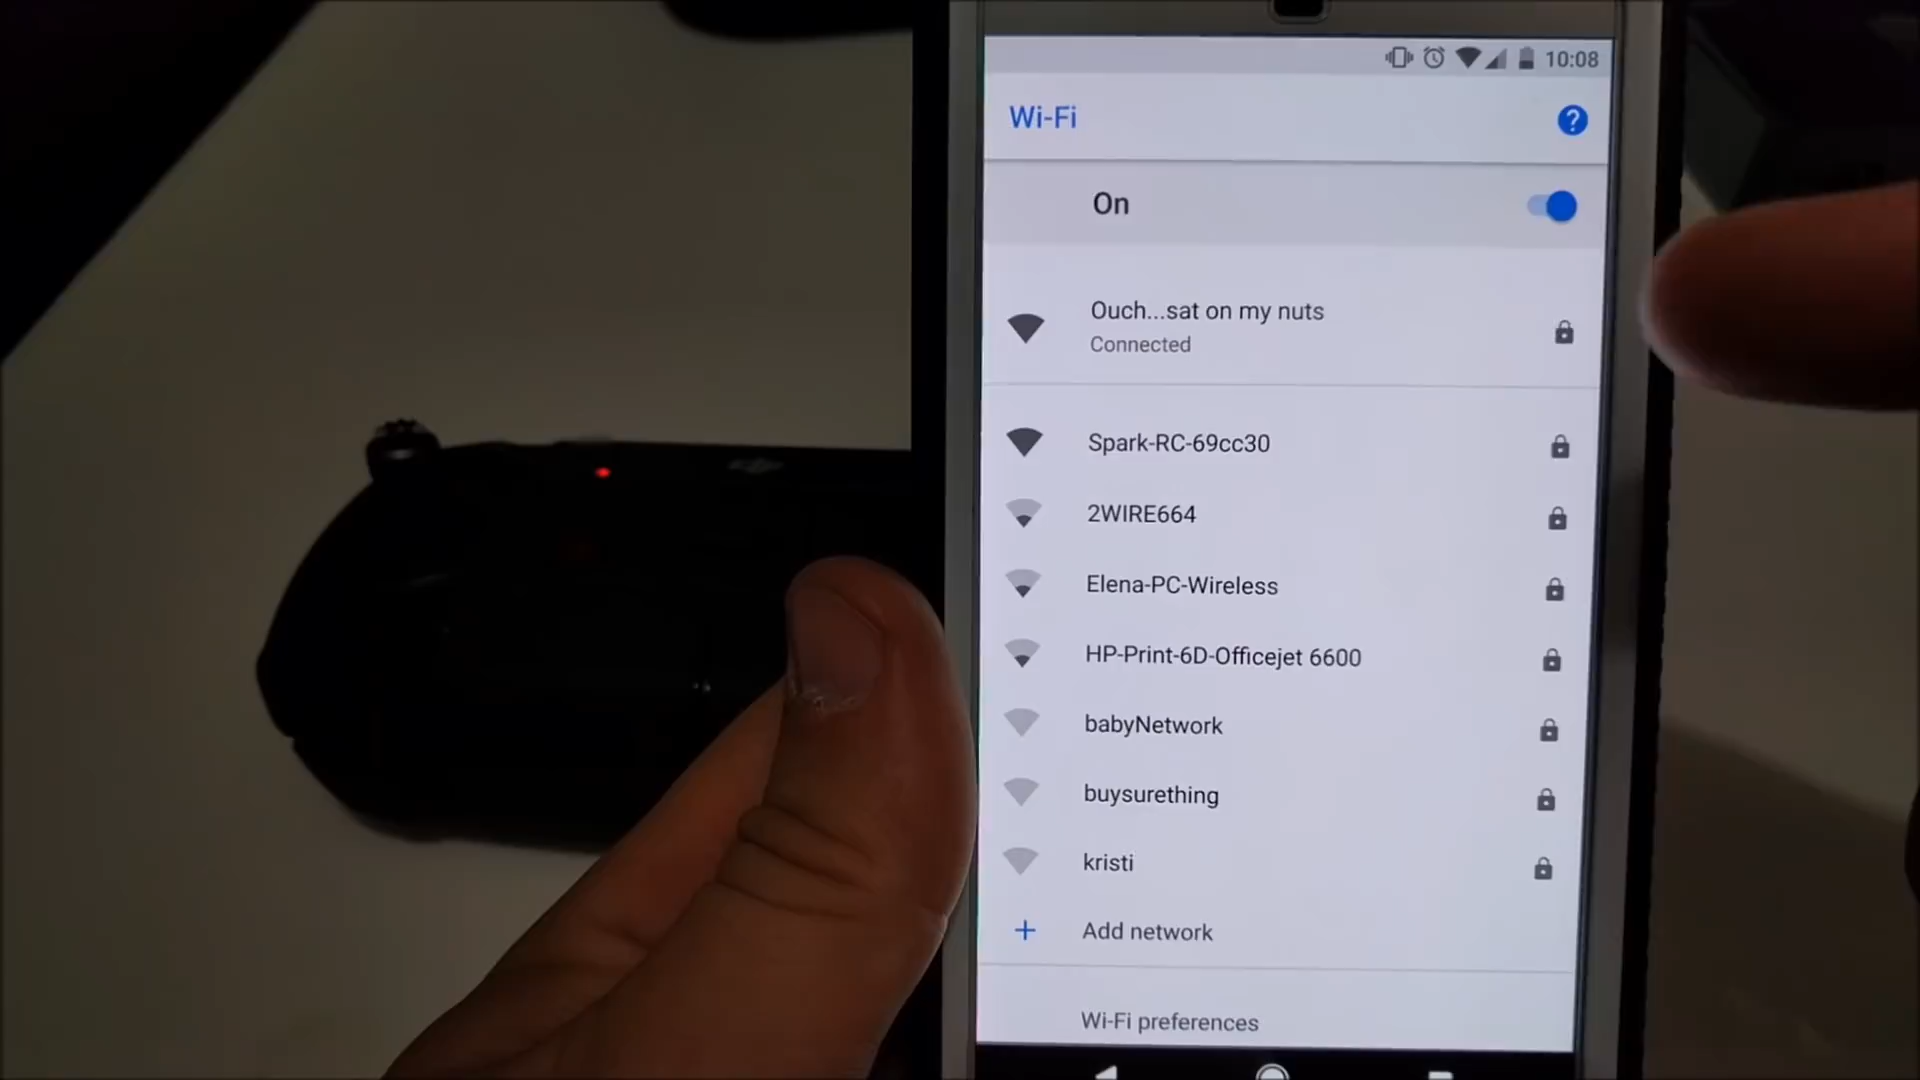 10:08
Wi-Fi
?
On
Ouch...sat on my nuts
Connected
Spark-RC-69cc30
2WIRE664
Elena-PC-Wireless
HP-Print-6D-Officejet 6600
babyNetwork
buysurething
kristi
Add network
Wi-Fi preferences